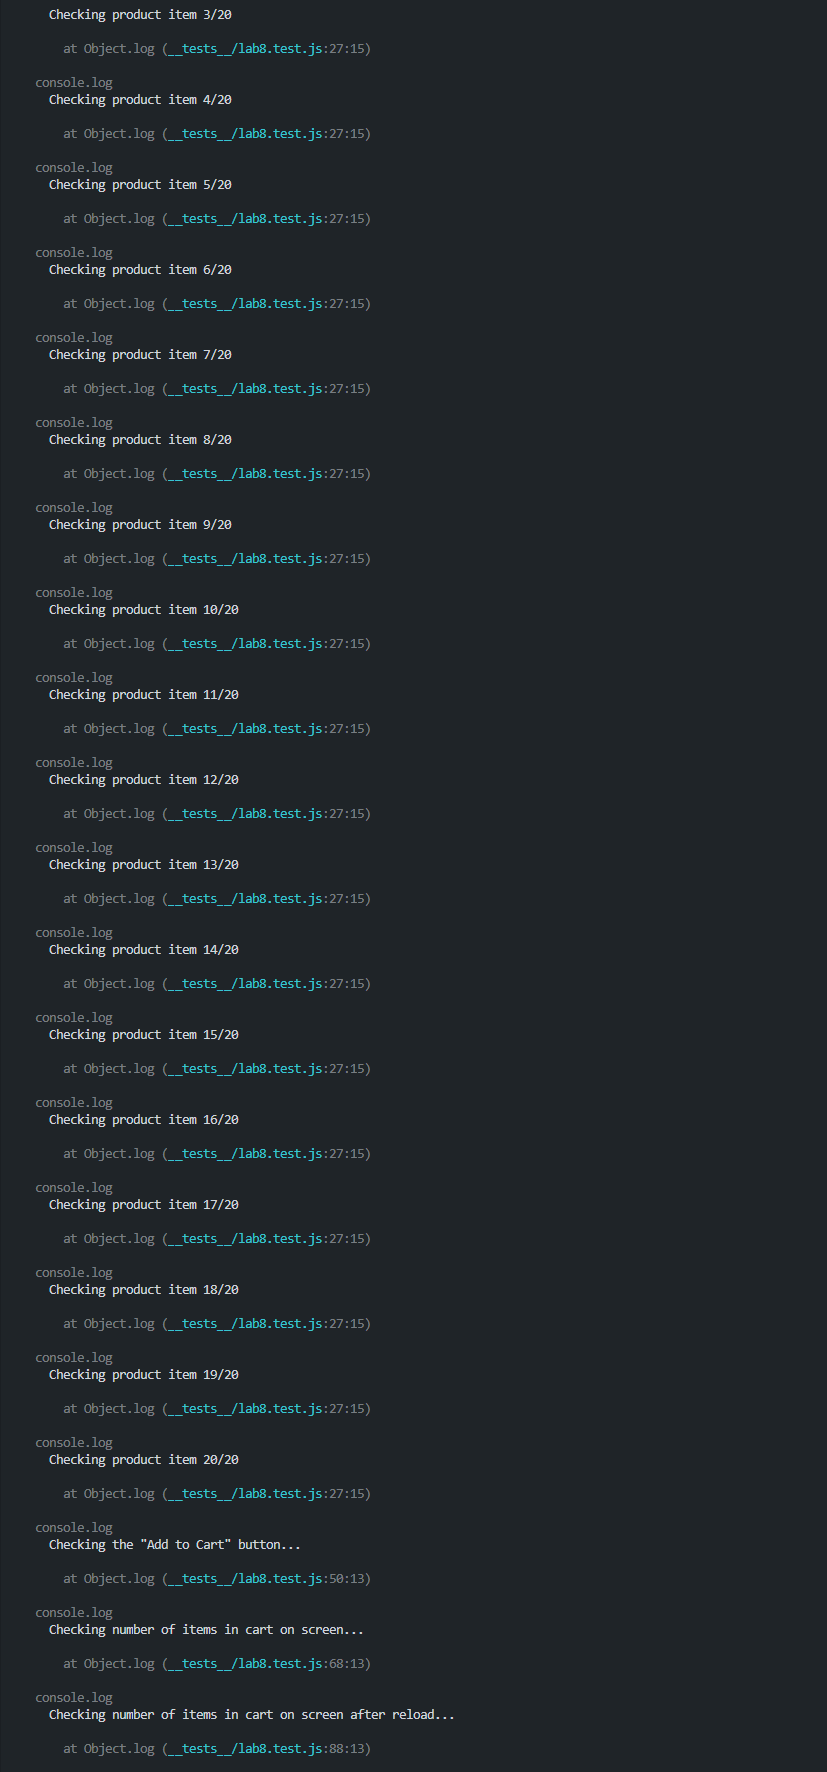 Checking product item 3/20
at Object.log (__tests__/lab8.test.js:27:15)
console.log
Checking product item 4/20
at Object.log (__tests__/lab8.test.js:27:15)
console.log
Checking product item 5/20
at Object.log (__tests__/lab8.test.js:27:15)
console.log
Checking product item 6/20
at Object.log (__tests__/lab8.test.js:27:15)
console.log
Checking product item 7/20
at Object.log (__tests__/lab8.test.js:27:15)
console.log
Checking product item 8/20
at Object.log (__tests__/lab8.test.js:27:15)
console.log
Checking product item 9/20
at Object.log (__tests__/lab8.test.js:27:15)
console.log
Checking product item 10/20
at Object.log (__tests__/lab8.test.js:27:15)
console.log
Checking product item 11/20
at Object.log (__tests__/lab8.test.js:27:15)
console.log
Checking product item 12/20
at Object.log (__tests__/lab8.test.js:27:15)
console.log
Checking product item 13/20
at Object.log (__tests__/lab8.test.js:27:15)
console.log
Checking product item 14/20
at Object.log (__tests__/lab8.test.js:27:15)
console.log
Checking product item 15/20
at Object.log (__tests__/lab8.test.js:27:15)
console.log
Checking product item 16/20
at Object.log (__tests__/lab8.test.js:27:15)
console.log
Checking product item 17/20
at Object.log (__tests__/lab8.test.js:27:15)
console.log
Checking product item 18/20
at Object.log (__tests__/lab8.test.js:27:15)
console.log
Checking product item 19/20
at Object.log (__tests__/lab8.test.js:27:15)
console.log
Checking product item 20/20
at Object.log (__tests__/lab8.test.js:27:15)
console.log
Checking the "Add to Cart" button...
at Object.log (__tests__/lab8.test.js:50:13)
console.log
Checking number of items in cart on screen...
at Object.log (__tests__/lab8.test.js:68:13)
console.log
Checking number of items in cart on screen after reload...
at Object.log (__tests__/lab8.test.js:88:13)